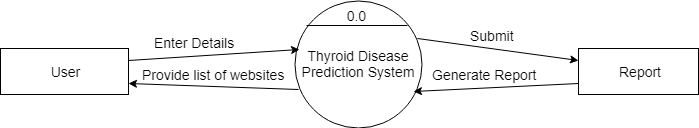 0.0
Enter Details
Submit
Thyroid Disease
Prediction System
User
Report
Provide list of websites
Generate Report